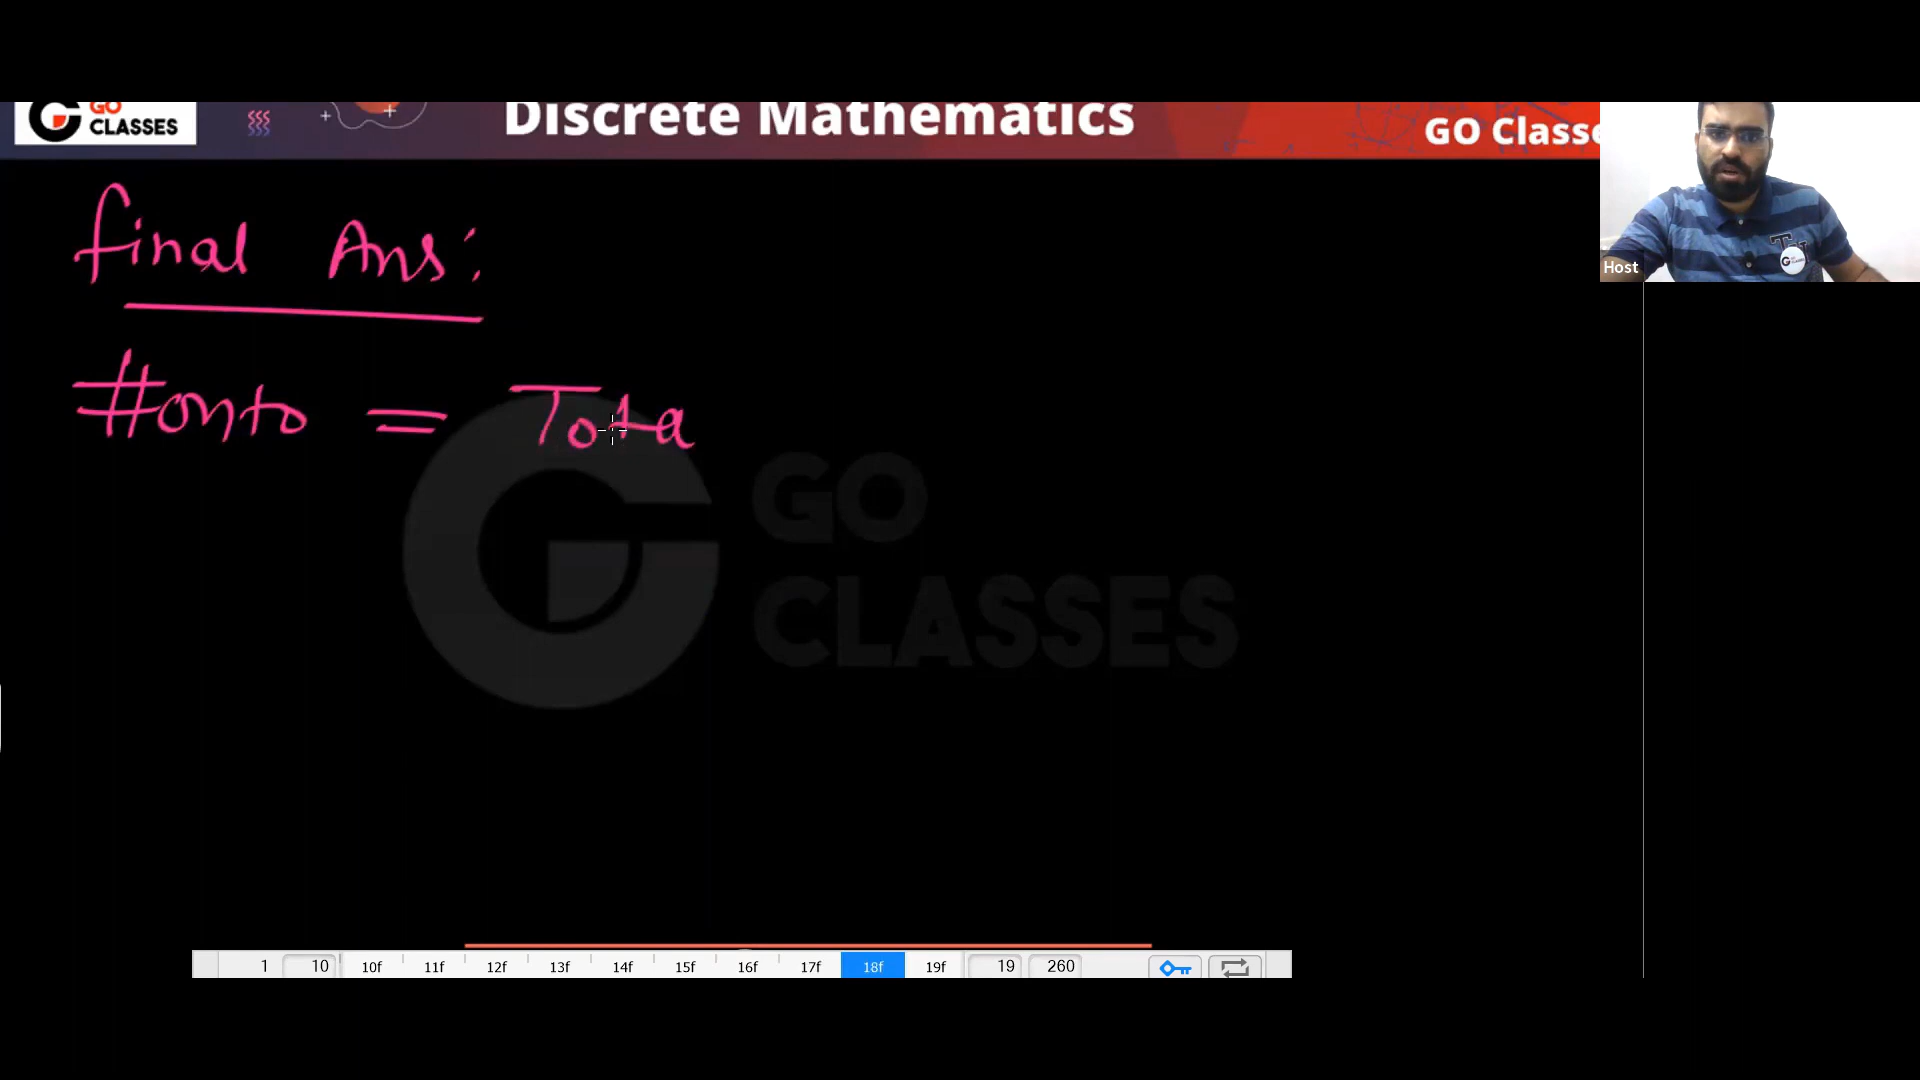 GO
CLASSES
Discrete Mathematics
GO Classe
Host
final Ans:
#onto = Tota
GO
CLASSES
1 10 10f 11f 12f 13f 14f 15f 16f 17f 18f 19f 19 260